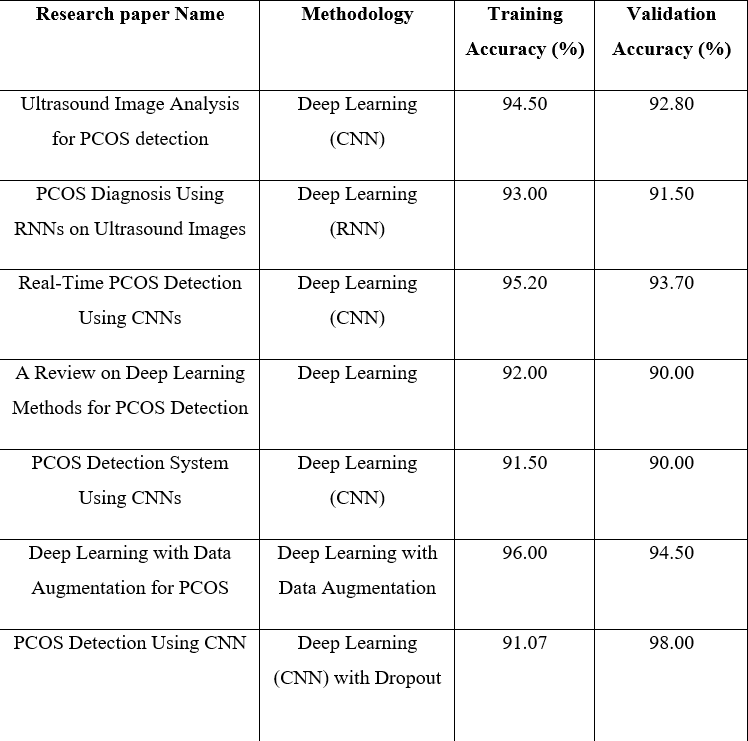 Research paper Name Methodology Training Validation
Accuracy (%) Accuracy (%)
Ultrasound Image Analysis Deep Learning 94.50 92.80
for PCOS detection (CNN)
PCOS Diagnosis Using Deep Learning 93.00 91.50
RNNs on Ultrasound Images (RNN)
Real-Time PCOS Detection Deep Learning 95.20 93.70
Using CNNs (CNN)
A Review on Deep Learning Deep Learning 92.00 90.00
Methods for PCOS Detection
PCOS Detection System Deep Learning 91.50 90.00
Using CNNs (CNN)
Deep Learning with Data Deep Learning with 96.00 94.50
Augmentation for PCOS Data Augmentation
PCOS Detection Using CNN Deep Learning 91.07 98.00
(CNN) with Dropout